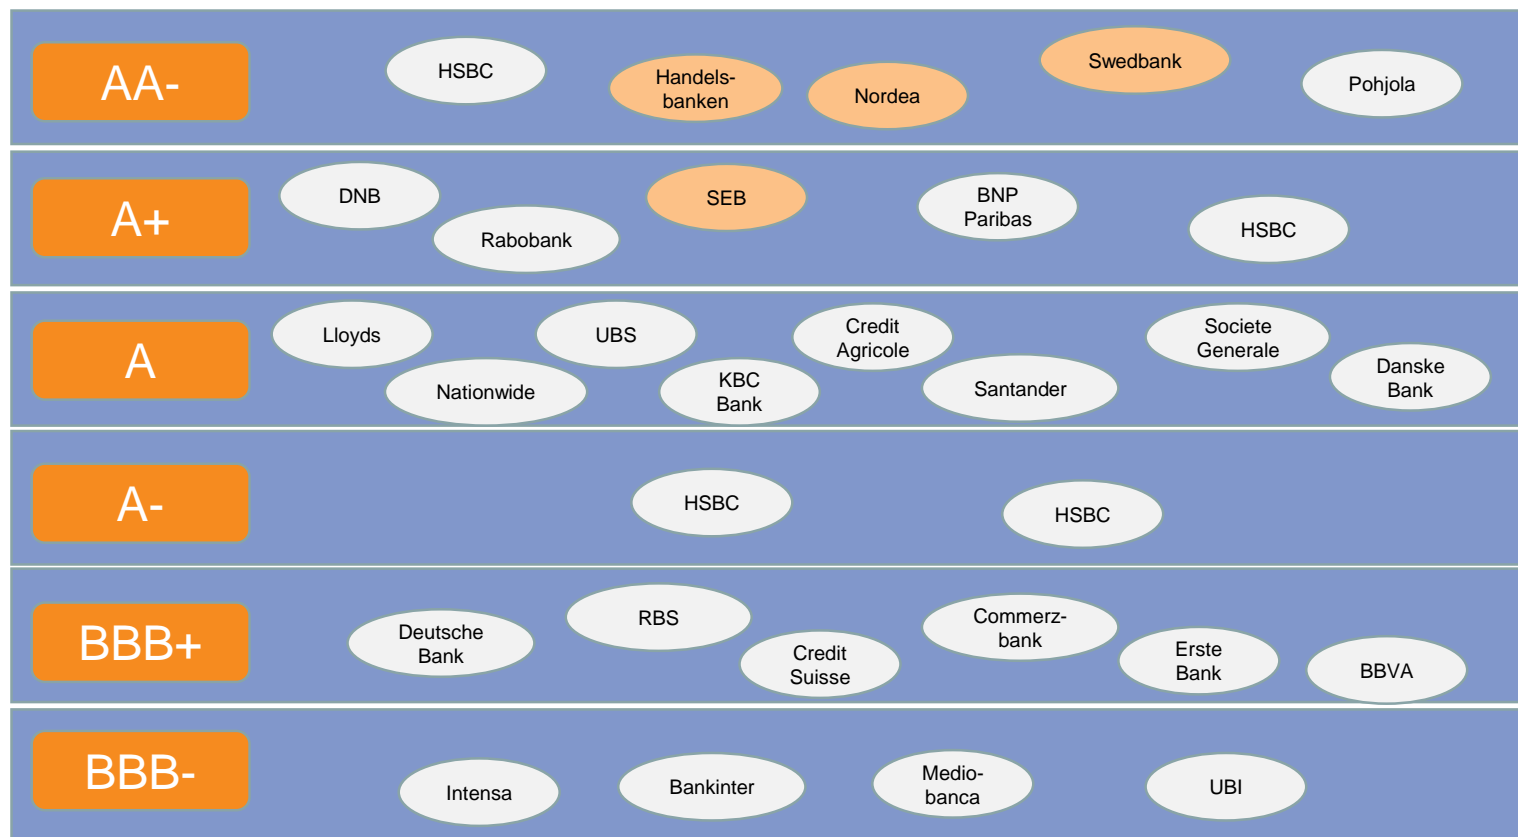 AA-
HSBC
Handels-
banken
Nordea
Swedbank
Pohjola
A+
DNB
Rabobank
SEB
BNP
Paribas
HSBC
A
Lloyds
Nationwide
UBS
KBC
Bank
Credit
Agricole
Santander
Societe
Generale
Danske
Bank
A-
HSBC
HSBC
BBB+
Deutsche
Bank
RBS
Credit
Suisse
Commerz-
bank
Erste
Bank
BBVA
BBB-
Intensa
Bankinter
Medio-
banca
UBI